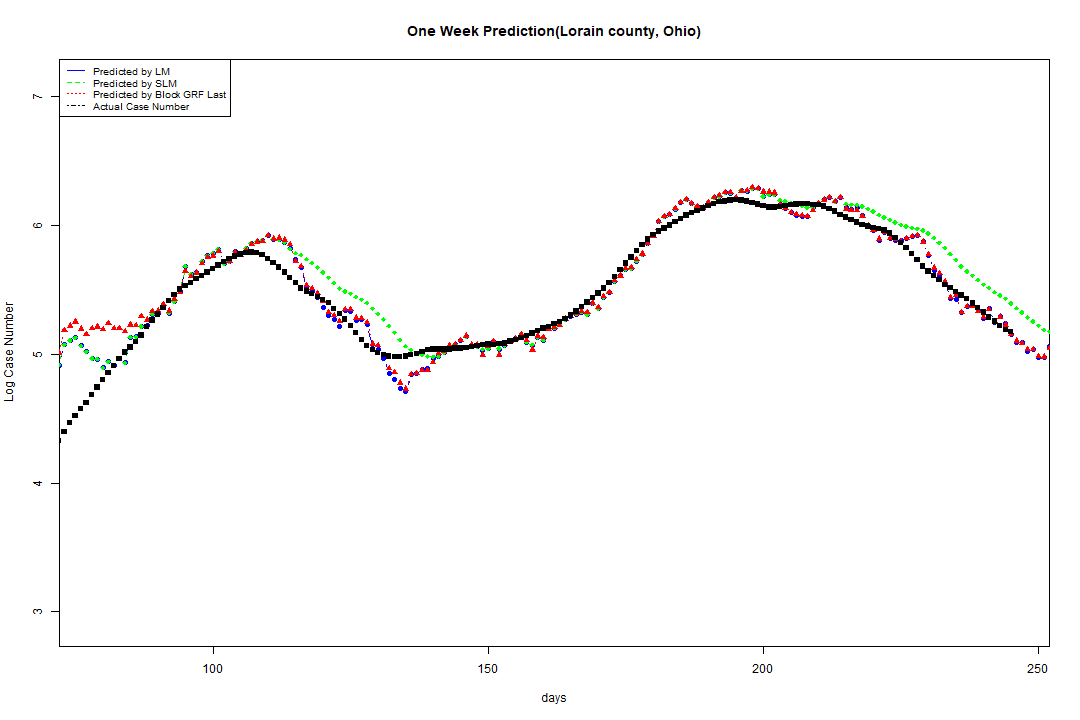 One Week Prediction(Lorain county, Ohio)
Predicted by LM
Predicted by SLM
Predicted by Block GRF Last
Actual Case Number
7
6
5
4
3
Log Case Number
100 150 200 250
days